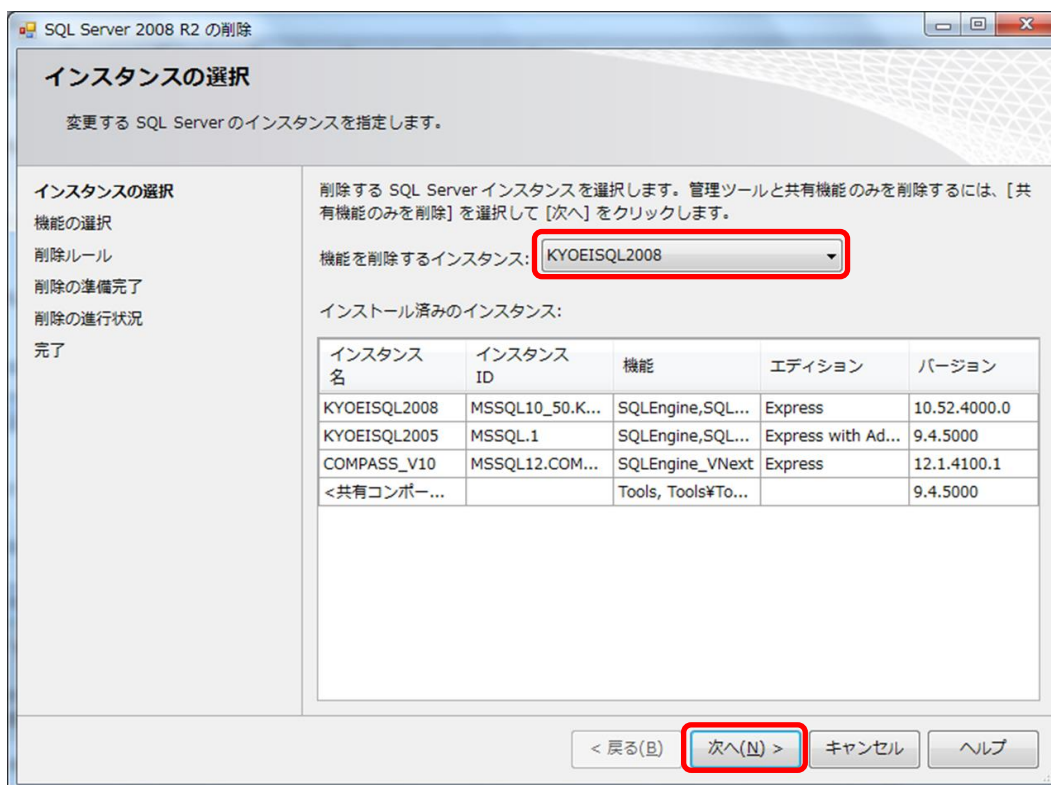 SQL Server 2008 R2 の削除
インスタンスの選択
変更する SQL Server のインスタンスを指定します。
インスタンスの選択
機能の選択
削除ルール
削除の準備完了
削除の進行状況
完了
削除する SQL Server インスタンスを選択します。管理ツールと共有機能のみを削除するには、[共
有機能のみを削除] を選択して [次へ] をクリックします。
機能を削除するインスタンス: KYOEISQL2008
インストール済みのインスタンス:
インスタンス名 インスタンス ID 機能 エディション バージョン
KYOEISQL2008 MSSQL10_50.K... SQLEngine,SQL... Express 10.52.4000.0
KYOEISQL2005 MSSQL.1 SQLEngine,SQL... Express with Ad... 9.4.5000
COMPASS_V10 MSSQL12.COM... SQLEngine_VNext Express 12.1.4100.1
<共有コンポー... Tools, Tools¥To... 9.4.5000
< 戻る(B) 次へ(N) > キャンセル ヘルプ